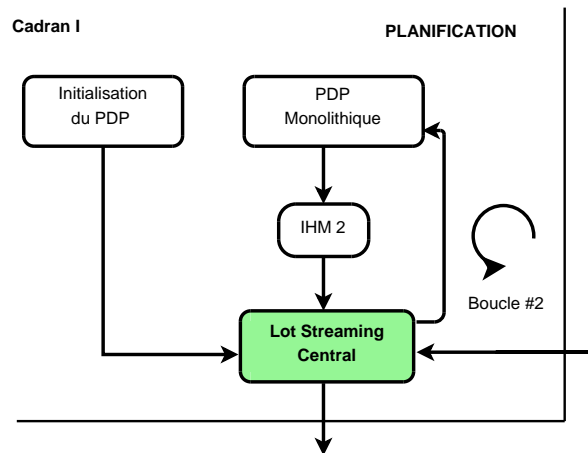 Cadran I
PLANIFICATION
Initialisation
du PDP
PDP
Monolithique
IHM 2
Boucle #2
Lot Streaming
Central